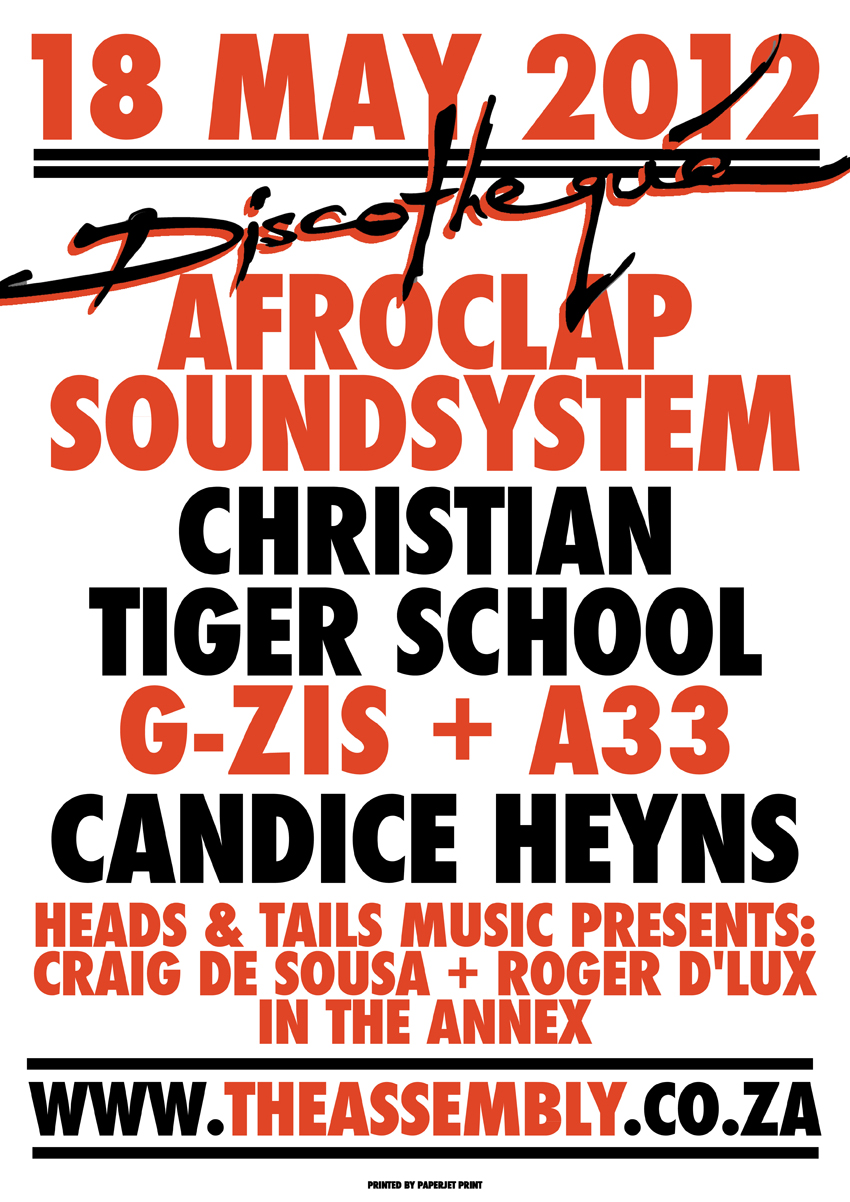 18 MAY 2012
Discothequé
AFROCLAP
SOUNDSYSTEM
CHRISTIAN
TIGER SCHOOL
G-ZIS + A33
CANDICE HEYNS
HEADS & TAILS MUSIC PRESENTS:
CRAIG DE SOUSA + ROGER D'LUX
IN THE ANNEX
WWW.THEASSEMBLY.CO.ZA
PRINTED BY PAPERJET PRINT